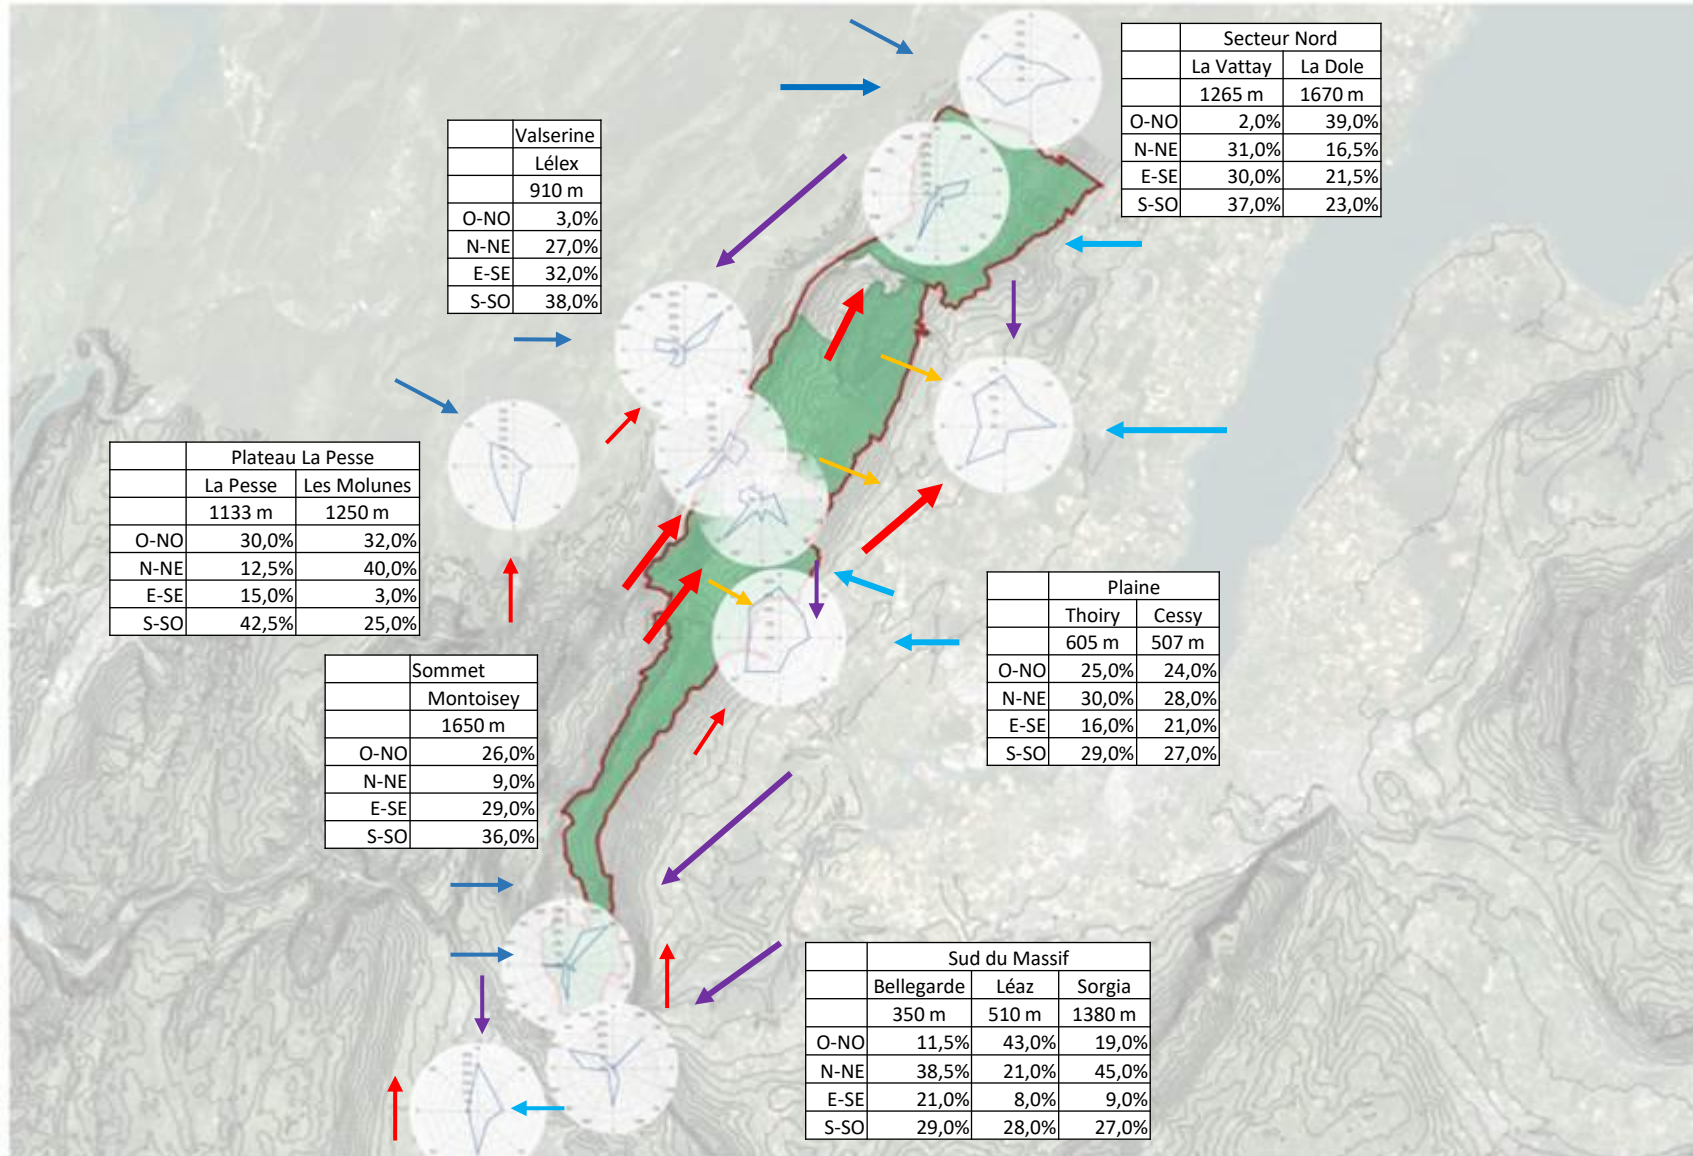 Secteur Nord
La Vattay La Dole
1265 m 1670 m
O-NO 2,0% 39,0%
N-NE 31,0% 16,5%
E-SE 30,0% 21,5%
S-SO 37,0% 23,0%
Valserine
Lélex
910 m
O-NO 3,0%
N-NE 27,0%
E-SE 32,0%
S-SO 38,0%
Plateau La Pesse
La Pesse Les Molunes
1133 m 1250 m
O-NO 30,0% 32,0%
N-NE 12,5% 40,0%
E-SE 15,0% 3,0%
S-SO 42,5% 25,0%
Plaine
Thoiry Cessy
605 m 507 m
O-NO 25,0% 24,0%
N-NE 30,0% 28,0%
E-SE 16,0% 21,0%
S-SO 29,0% 27,0%
Sommet
Montoisey
1650 m
O-NO 26,0%
N-NE 9,0%
E-SE 29,0%
S-SO 36,0%
Sud du Massif
Bellegarde Léaz Sorgia
350 m 510 m 1380 m
O-NO 11,5% 43,0% 19,0%
N-NE 38,5% 21,0% 45,0%
E-SE 21,0% 8,0% 9,0%
S-SO 29,0% 28,0% 27,0%